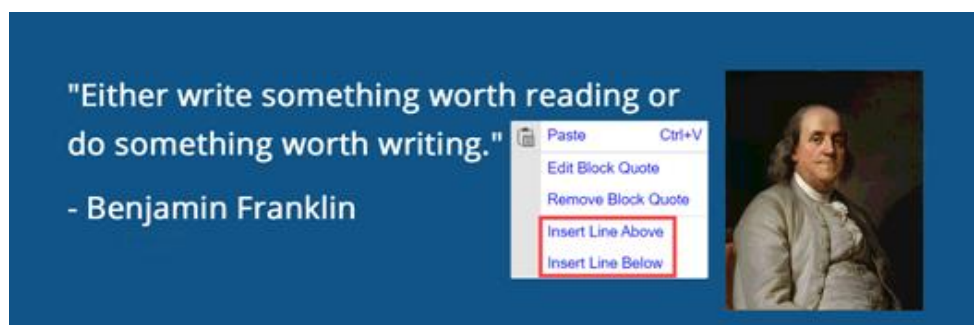 "Either write something worth reading or
do something worth writing."
- Benjamin Franklin
Paste Ctrl+V
Edit Block Quote
Remove Block Quote
Insert Line Above
Insert Line Below